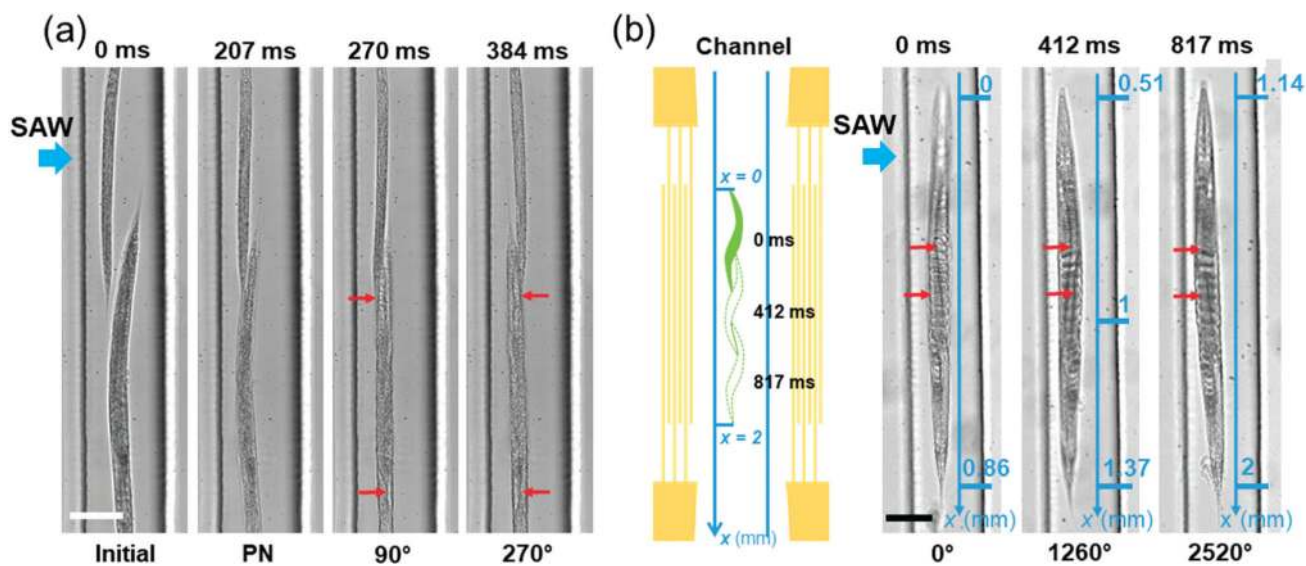 (a)
0 ms 207 ms 270 ms 384 ms
SAW
Initial PN 90° 270°
(b)
Channel
x = 0
0 ms
412 ms
817 ms
x = 2
x (mm)
0 ms 412 ms 817 ms
SAW
0 0.51 1.14
1
0.86 1.37 2
x (mm) x (mm) x (mm)
0° 1260° 2520°